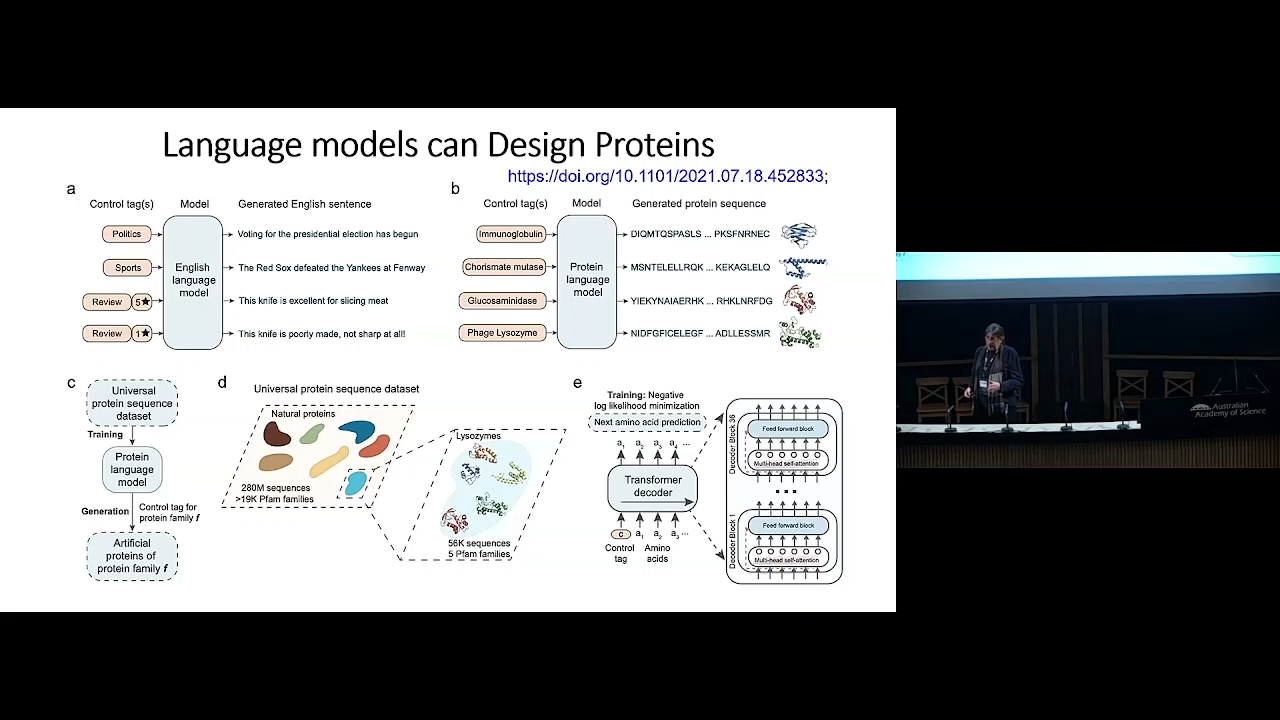 Language models can Design Proteins
https://doi.org/10.1101/2021.07.18.452833;
a
Control tag(s) Model Generated English sentence
Politics
Sports
Review 5★
Review 1★
English
language
model
Voting for the presidential election has begun
The Red Sox defeated the Yankees at Fenway
This knife is excellent for slicing meat
This knife is poorly made, not sharp at all!
b
Control tag(s) Model Generated protein sequence
Immunoglobulin
Chorismate mutase
Glucosaminidase
Phage Lysozyme
Protein
language
model
DIQMTQSPASLS ... PKSFNRNEC
MSNTELELLRQK ... KEKAGLELQ
YIEKYNAIAERHK ... RHKLNRFDG
NIDFGFICELEGF ... ADLLESSMR
c
Universal
protein sequence
dataset
Training
Protein
language
model
Generation
Control tag for
protein family f
Artificial
proteins of
protein family f
d
Universal protein sequence dataset
Natural proteins
280M sequences
>19K Pfam families
Lysozymes
56K sequences
5 Pfam families
e
Training: Negative
log likelihood minimization
Next amino acid prediction
a1 a2 a3 a4 ...
Transformer
decoder
c a1 a2 a3 ...
Control
tag
Amino
acids
Decoder Block 36
Feed forward block
Multi-head self-attention
...
Decoder Block 1
Feed forward block
Multi-head self-attention
Australian
Academy of Science